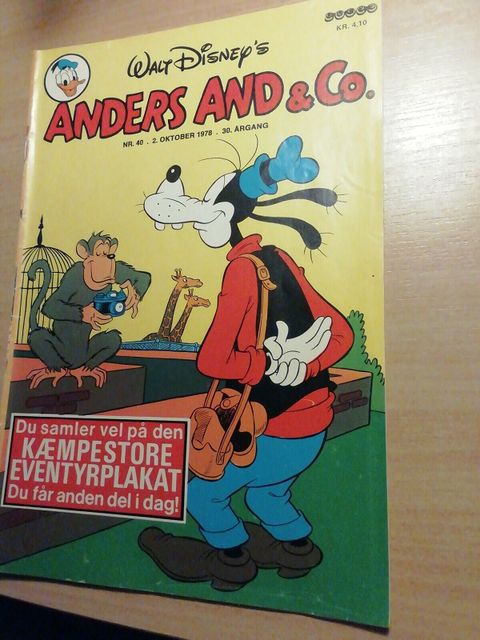 KR. 4,10
WALT DISNEY'S
ANDERS AND & Co.
NR. 40 . 2. OKTOBER 1978 . 30. ÅRGANG
Du samler vel på den
KÆMPESTORE
EVENTYRPLAKAT
Du får anden del i dag!